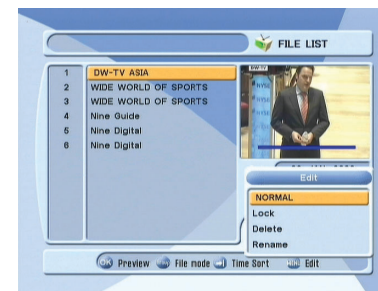 FILE LIST
1 DW-TV ASIA
2 WIDE WORLD OF SPORTS
3 WIDE WORLD OF SPORTS
4 Nine Guide
5 Nine Digital
6 Nine Digital
NYSE
Edit
NORMAL
Lock
Delete
Rename
OK Preview File mode Time Sort Edit